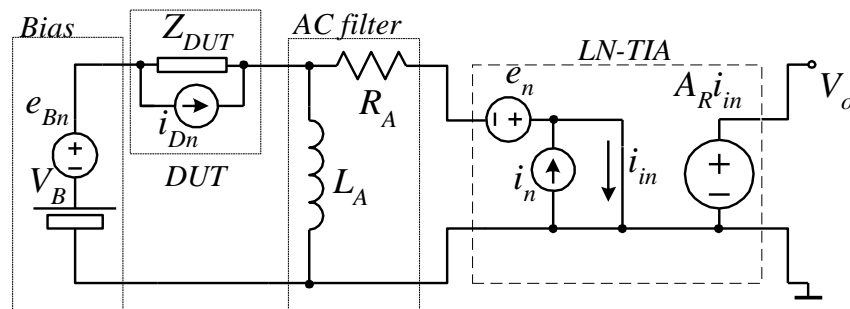 Bias
Z_DUT
AC filter
LN-TIA
e_n
A_R i_in
V_o
R_A
e_Bn
i_Dn
V_B
DUT
L_A
i_n
i_in